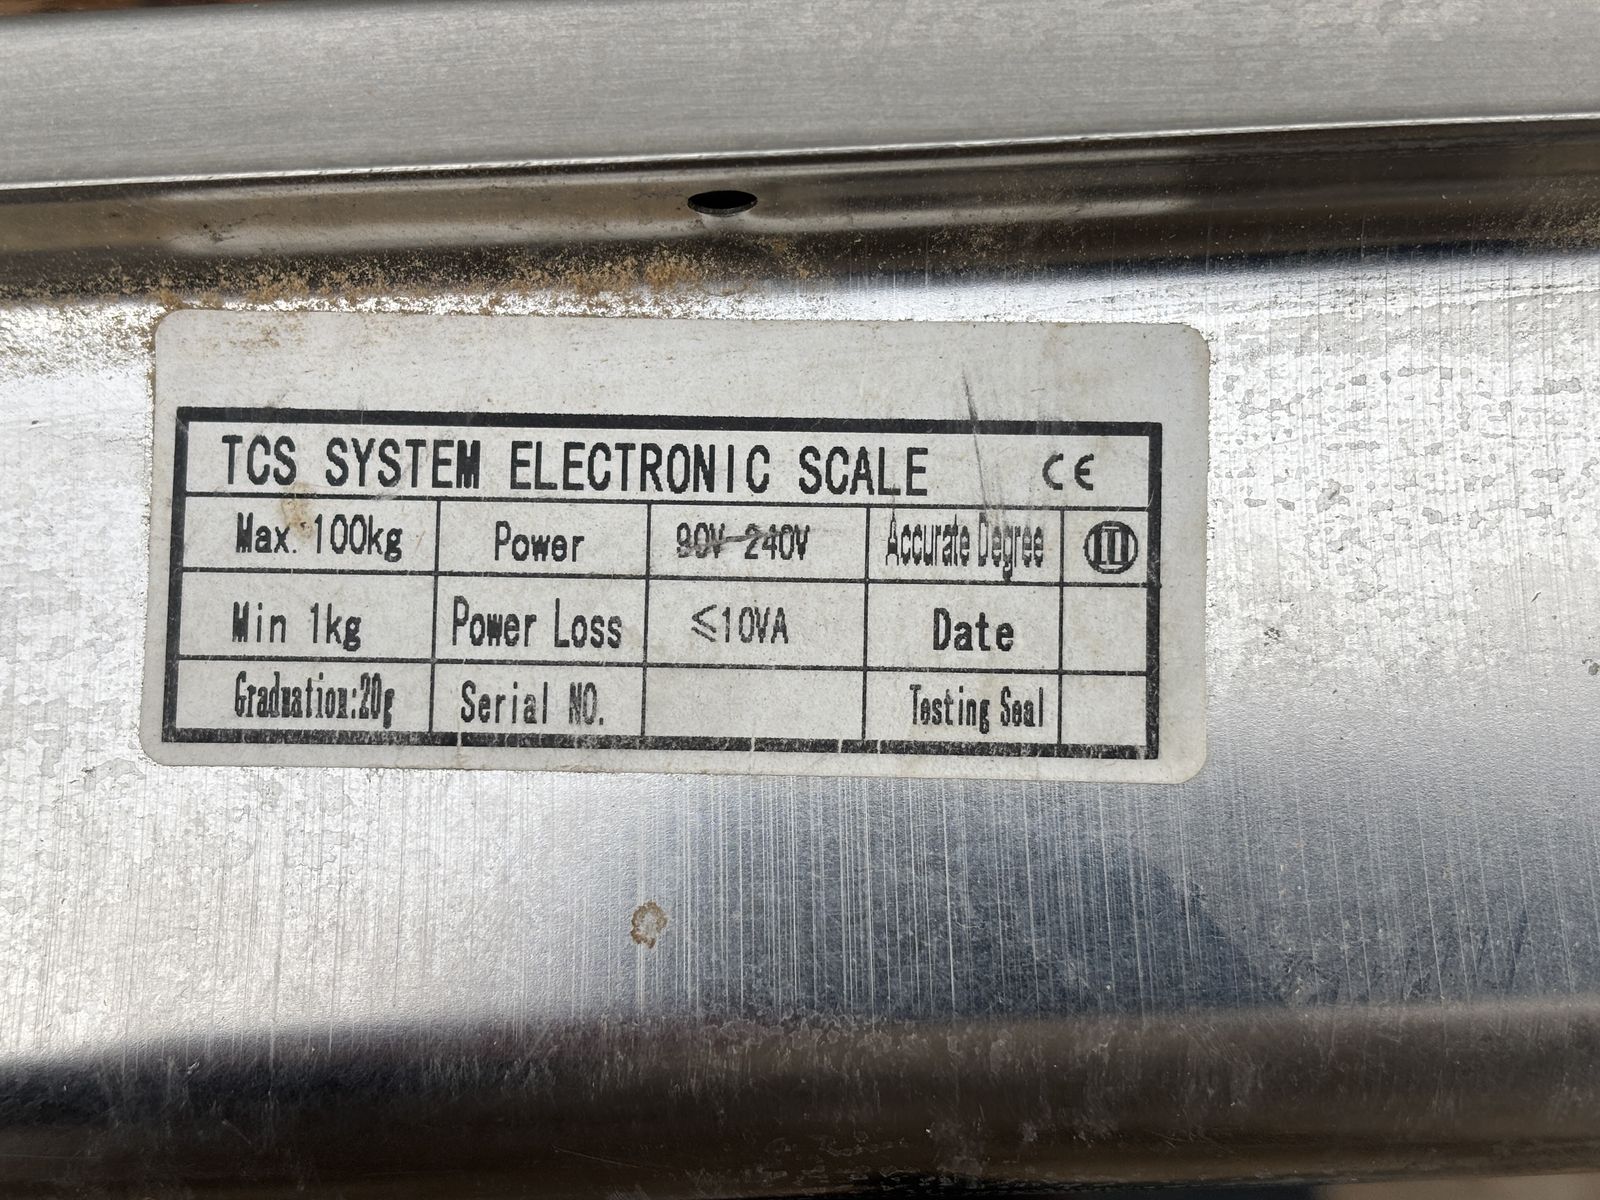 TCS SYSTEM ELECTRONIC SCALE CE
Max. 100kg Power 90V-240V Accurate Degree III
Min 1kg Power Loss ≤10VA Date
Graduation:20g Serial NO. Testing Seal